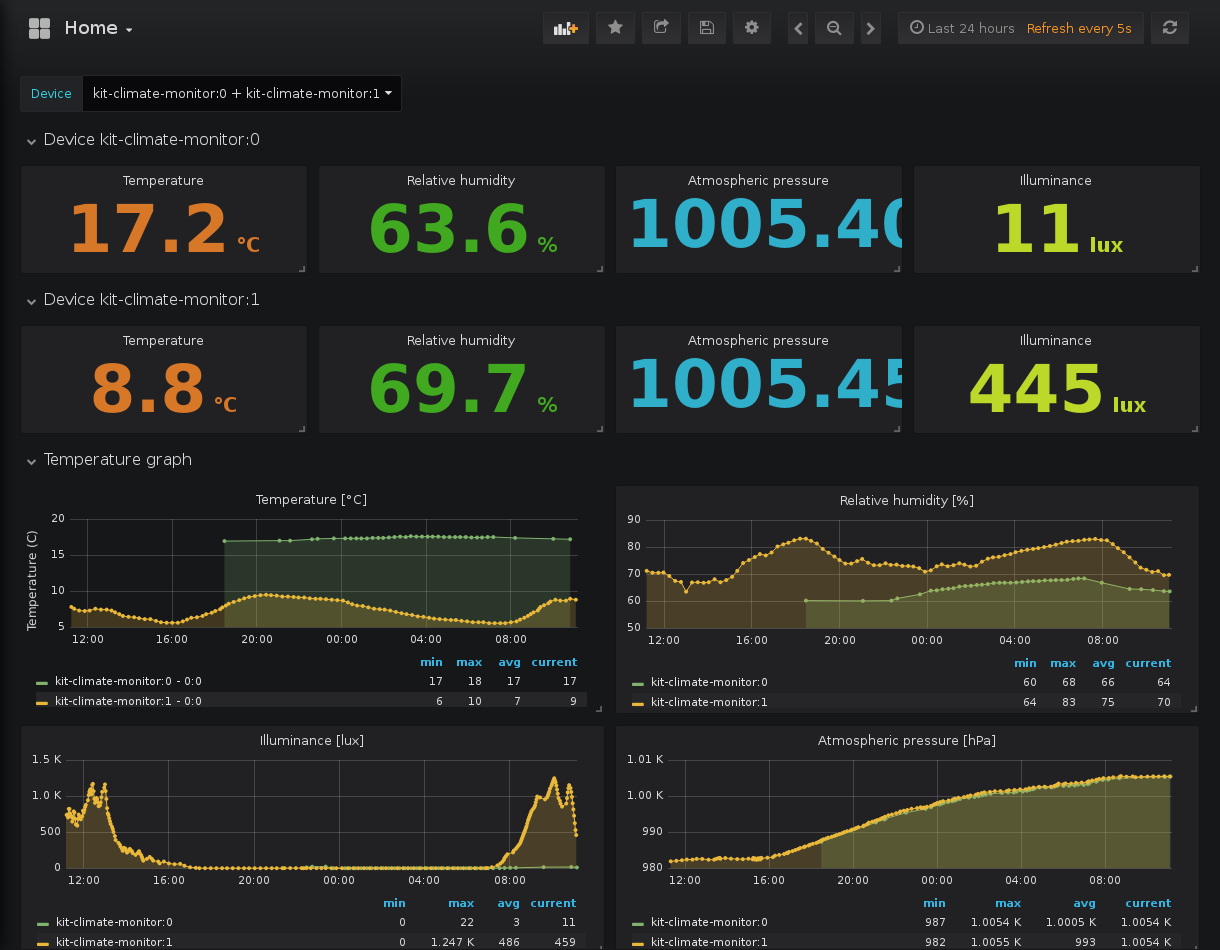 Home
Last 24 hours Refresh every 5s
Device kit-climate-monitor:0 + kit-climate-monitor:1
Device kit-climate-monitor:0
Temperature Relative humidity Atmospheric pressure Illuminance
17.2 °C 63.6 % 1005.40 11 lux
Device kit-climate-monitor:1
Temperature Relative humidity Atmospheric pressure Illuminance
8.8 °C 69.7 % 1005.45 445 lux
Temperature graph
Temperature [°C]
Temperature (C)
20
15
10
5
12:00 16:00 20:00 00:00 04:00 08:00
min max avg current
kit-climate-monitor:0 - 0:0 17 18 17 17
kit-climate-monitor:1 - 0:0 6 10 7 9
Relative humidity [%]
90
80
70
60
50
12:00 16:00 20:00 00:00 04:00 08:00
min max avg current
kit-climate-monitor:0 60 68 66 64
kit-climate-monitor:1 64 83 75 70
Illuminance [lux]
1.5 K
1.0 K
500
0
12:00 16:00 20:00 00:00 04:00 08:00
min max avg current
kit-climate-monitor:0 0 22 3 11
kit-climate-monitor:1 0 1.247 K 486 459
Atmospheric pressure [hPa]
1.01 K
1.00 K
990
980
12:00 16:00 20:00 00:00 04:00 08:00
min max avg current
kit-climate-monitor:0 987 1.0054 K 1.0005 K 1.0054 K
kit-climate-monitor:1 982 1.0055 K 993 1.0054 K